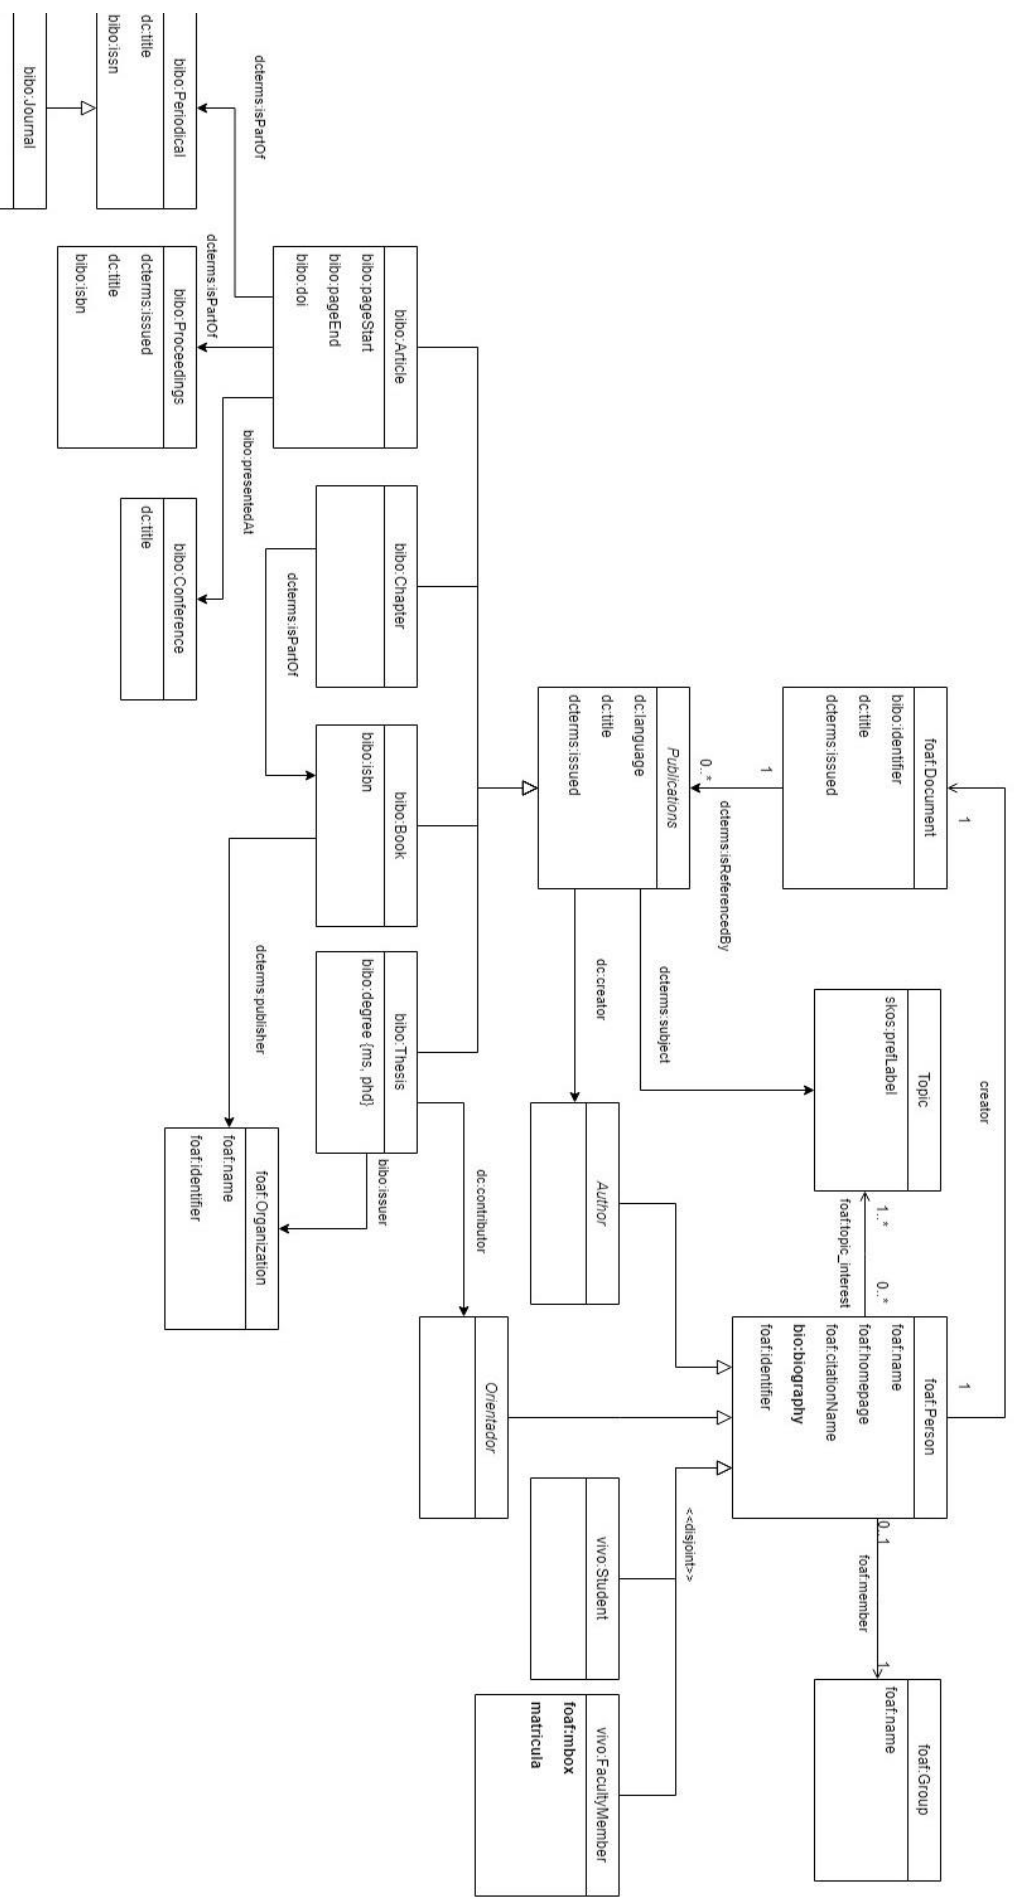 creator
1
1
foaf:Document
bibo:identifier
dc:title
dcterms:issued
Topic
skos:prefLabel
foaf:Person
foaf:name
foaf:homepage
foaf:citationName
bio:biography
foaf:identifier
foaf:Group
foaf:name
1..*
0..*
foaf:topic_interest
0..1
foaf:member
1
1
0..*
dcterms:isReferencedBy
Publications
dc:language
dc:title
dcterms:issued
dcterms:subject
dc:creator
<<disjoint>>
Author
vivo:Student
vivo:FacultyMember
foaf:mbox
matricula
Orientador
dc:contributor
bibo:Article
bibo:pageStart
bibo:pageEnd
bibo:doi
bibo:Chapter
bibo:Book
bibo:isbn
bibo:Thesis
bibo:degree {ms, phd}
bibo:issuer
dcterms:isPartOf
dcterms:isPartOf
bibo:presentedAt
dcterms:isPartOf
dcterms:publisher
foaf:Organization
foaf:name
foaf:identifier
bibo:Periodical
dc:title
bibo:issn
bibo:Proceedings
dcterms:issued
dc:title
bibo:isbn
bibo:Conference
dc:title
bibo:Journal